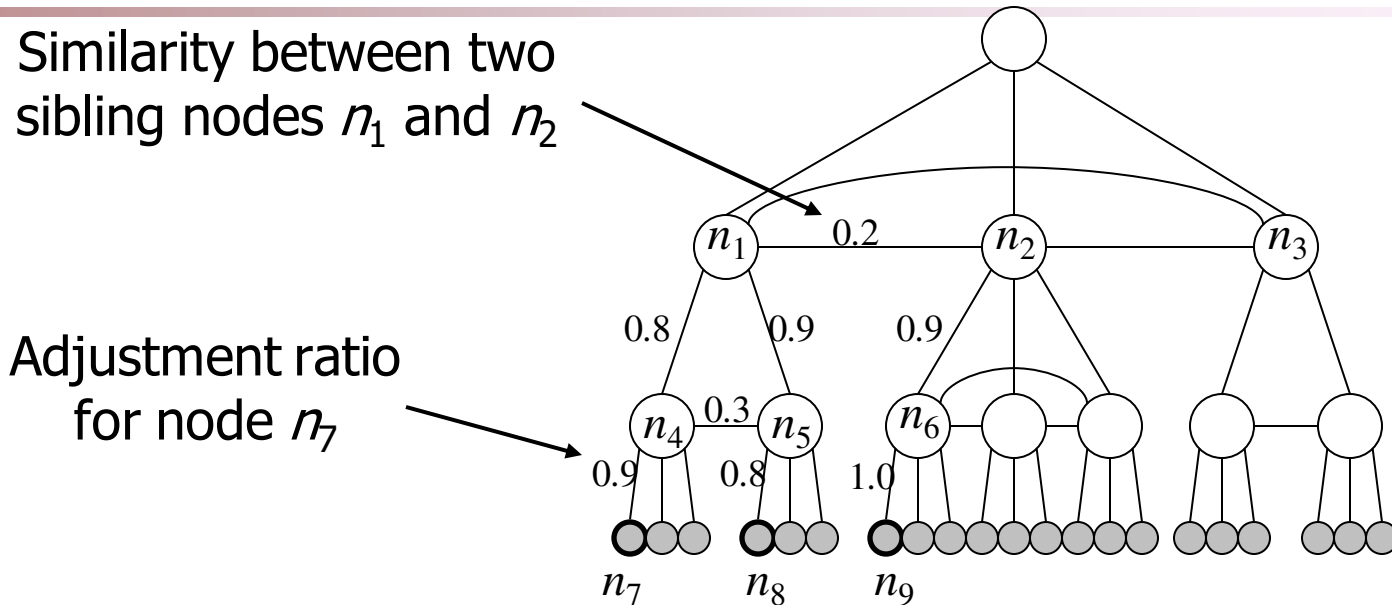 Similarity between two
sibling nodes n₁ and n₂
n₁ 0.2 n₂ n₃
Adjustment ratio
for node n₇
0.8 0.9 0.9
n₄ 0.3 n₅ n₆
0.9 0.8 1.0
n₇ n₈ n₉